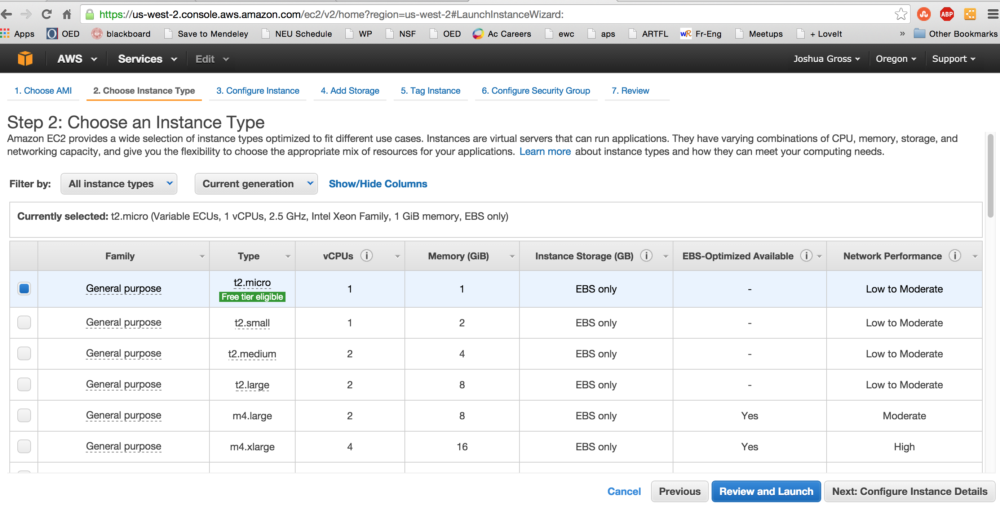 https://us-west-2.console.aws.amazon.com/ec2/v2/home?region=us-west-2#LaunchInstanceWizard: ABP
Apps OED blackboard Save to Mendeley NEU Schedule WP NSF OED Ac Careers ewc aps ARTFL WR Fr-Eng Meetups + LoveIt » Other Bookmarks
AWS Services Edit Joshua Gross Oregon Support
1. Choose AMI 2. Choose Instance Type 3. Configure Instance 4. Add Storage 5. Tag Instance 6. Configure Security Group 7. Review
Step 2: Choose an Instance Type
Amazon EC2 provides a wide selection of instance types optimized to fit different use cases. Instances are virtual servers that can run applications. They have varying combinations of CPU, memory, storage, and
networking capacity, and give you the flexibility to choose the appropriate mix of resources for your applications. Learn more about instance types and how they can meet your computing needs.
Filter by: All instance types Current generation Show/Hide Columns
Currently selected: t2.micro (Variable ECUs, 1 vCPUs, 2.5 GHz, Intel Xeon Family, 1 GiB memory, EBS only)
Family Type vCPUs i Memory (GiB) Instance Storage (GB) i EBS-Optimized Available i Network Performance i
General purpose t2.micro 1 1 EBS only - Low to Moderate
Free tier eligible
General purpose t2.small 1 2 EBS only - Low to Moderate
General purpose t2.medium 2 4 EBS only - Low to Moderate
General purpose t2.large 2 8 EBS only - Low to Moderate
General purpose m4.large 2 8 EBS only Yes Moderate
General purpose m4.xlarge 4 16 EBS only Yes High
Cancel Previous Review and Launch Next: Configure Instance Details